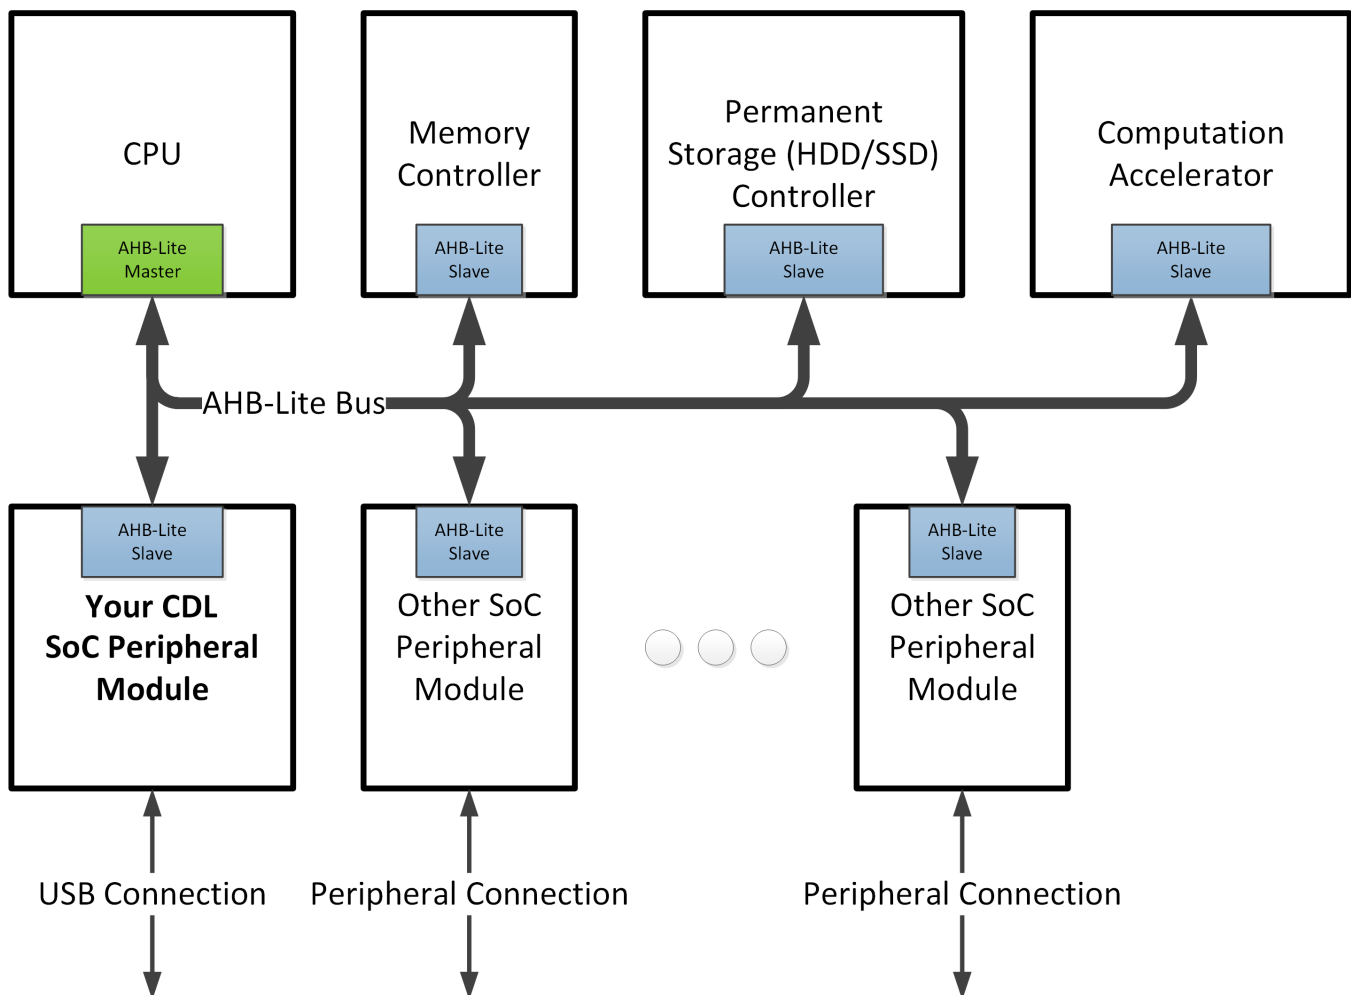 CPU
AHB-Lite
Master
Memory
Controller
AHB-Lite
Slave
Permanent
Storage (HDD/SSD)
Controller
AHB-Lite
Slave
Computation
Accelerator
AHB-Lite
Slave
AHB-Lite Bus
AHB-Lite
Slave
Your CDL
SoC Peripheral
Module
AHB-Lite
Slave
Other SoC
Peripheral
Module
AHB-Lite
Slave
Other SoC
Peripheral
Module
USB Connection
Peripheral Connection
Peripheral Connection